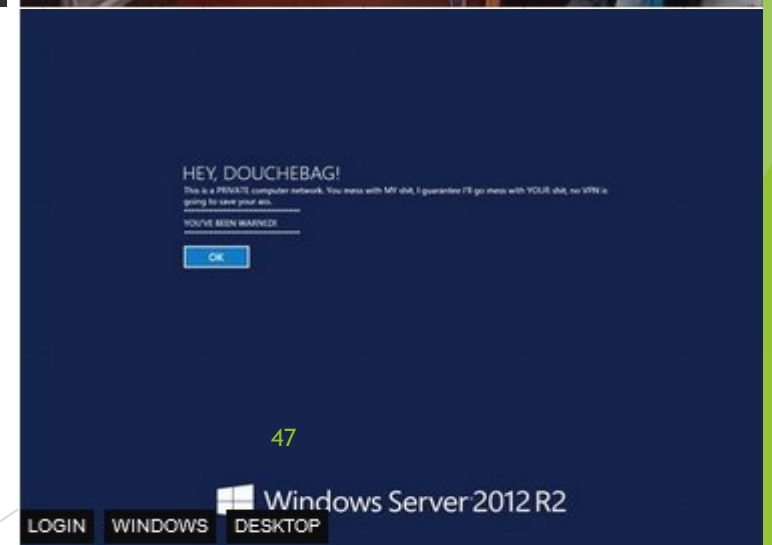 HEY, DOUCHEBAG!
This is a PRIVATE computer network. You mess with MY shit, I guarantee I'll go mess with YOUR shit, no VPN is
going to save your ass.
YOU'VE BEEN WARNED!
OK
47
Windows Server 2012 R2
LOGIN WINDOWS DESKTOP